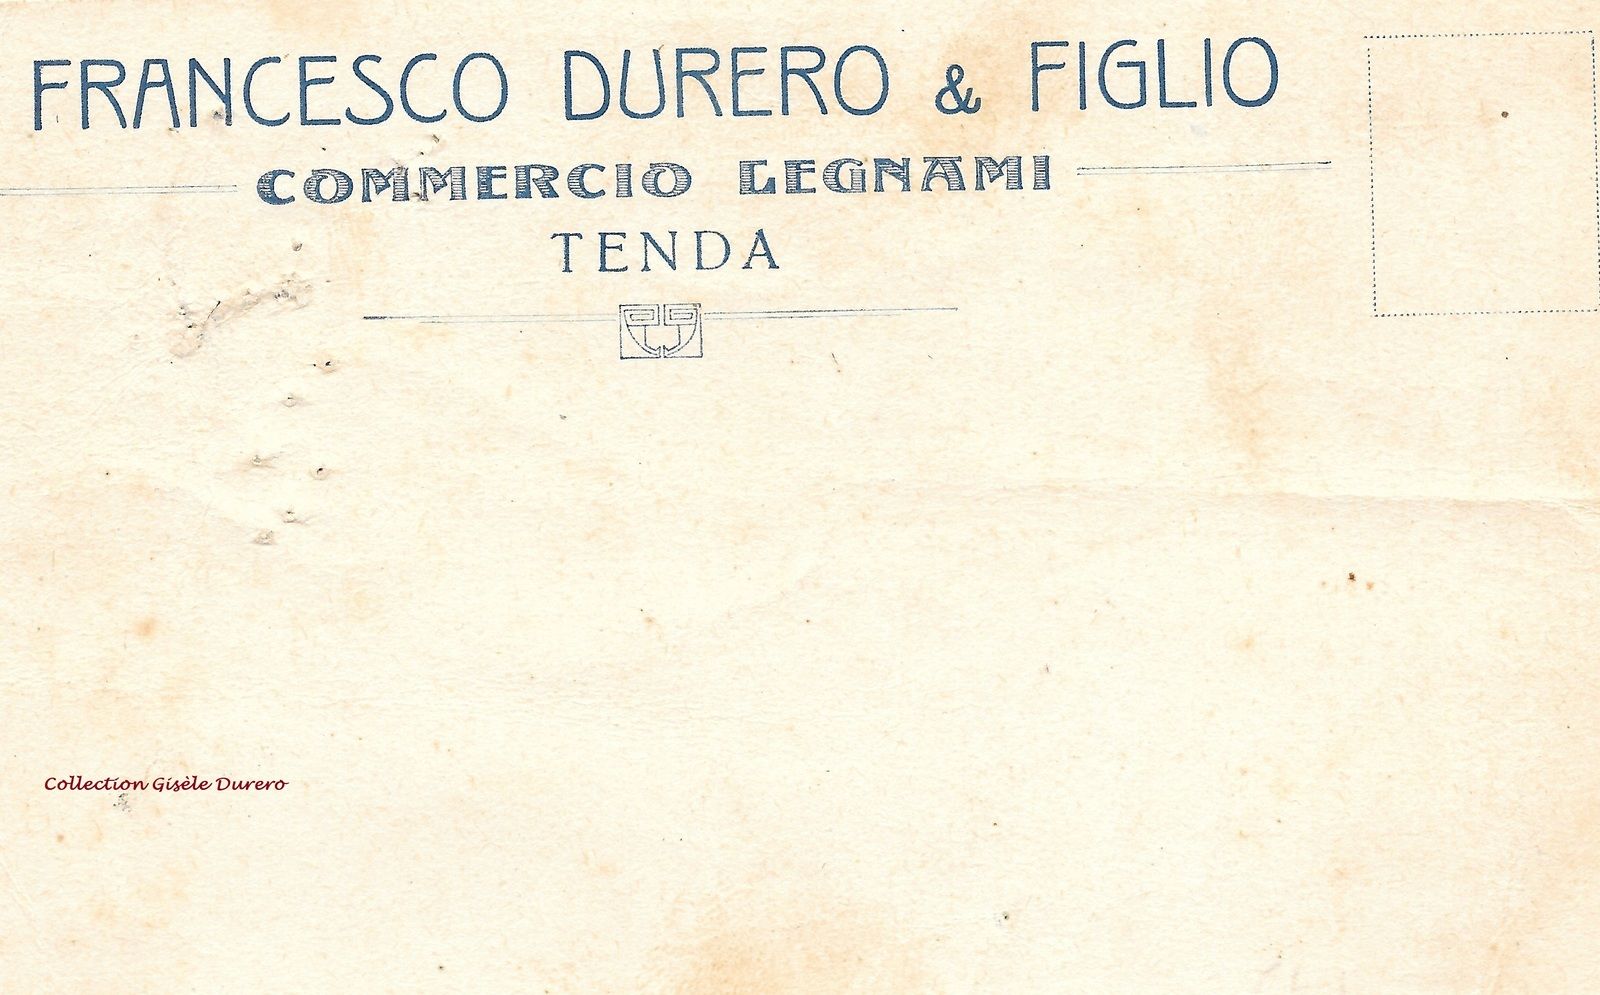 FRANCESCO DURERO & FIGLIO
COMMERCIO LEGNAMI
TENDA
Collection Gisèle Durero